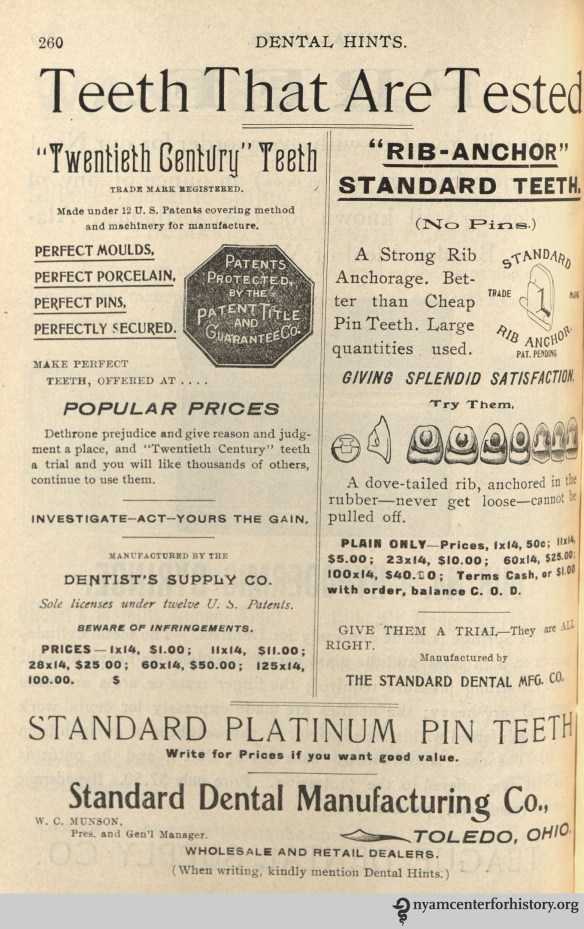 260
DENTAL HINTS.
Teeth That Are Tested
"Twentieth Century" Teeth
TRADE MARK REGISTERED.
Made under 12 U. S. Patents covering method
and machinery for manufacture.
PERFECT MOULDS,
PERFECT PORCELAIN,
PERFECT PINS,
PERFECTLY SECURED.
PATENTS
PROTECTED,
BY THE
PATENT TITLE
AND
GUARANTEE CO.
MAKE PERFECT
TEETH, OFFERED AT ....
POPULAR PRICES
Dethrone prejudice and give reason and judg-
ment a place, and "Twentieth Century" teeth
a trial and you will like thousands of others,
continue to use them.
INVESTIGATE—ACT—YOURS THE GAIN.
MANUFACTURED BY THE
DENTIST'S SUPPLY CO.
Sole licenses under twelve U. S. Patents.
BEWARE OF INFRINGEMENTS.
PRICES — 1x14, $1.00; 11x14, $11.00;
28x14, $25 00; 60x14, $50.00; 125x14,
100.00. $
"RIB-ANCHOR"
STANDARD TEETH.
(No Pins.)
A Strong Rib
Anchorage. Bet-
ter than Cheap
Pin Teeth. Large
quantities used.
STANDARD
TRADE MARK
RIB ANCHOR.
PAT. PENDING
GIVING SPLENDID SATISFACTION.
Try Them.
A dove-tailed rib, anchored in the
rubber—never get loose—cannot be
pulled off.
PLAIN ONLY—Prices, 1x14, 50c; 11x14,
$5.00; 23x14, $10.00; 60x14, $25.00;
100x14, $40.00; Terms Cash, or $1.00
with order, balance C. O. D.
GIVE THEM A TRIAL—They are ALL
RIGHT.
Manufactured by
THE STANDARD DENTAL MFG. CO.
STANDARD PLATINUM PIN TEETH
Write for Prices if you want good value.
Standard Dental Manufacturing Co.,
W. C. MUNSON,
Pres. and Gen'l Manager.
TOLEDO, OHIO.
WHOLESALE AND RETAIL DEALERS.
(When writing, kindly mention Dental Hints.)
nyamcenterforhistory.org